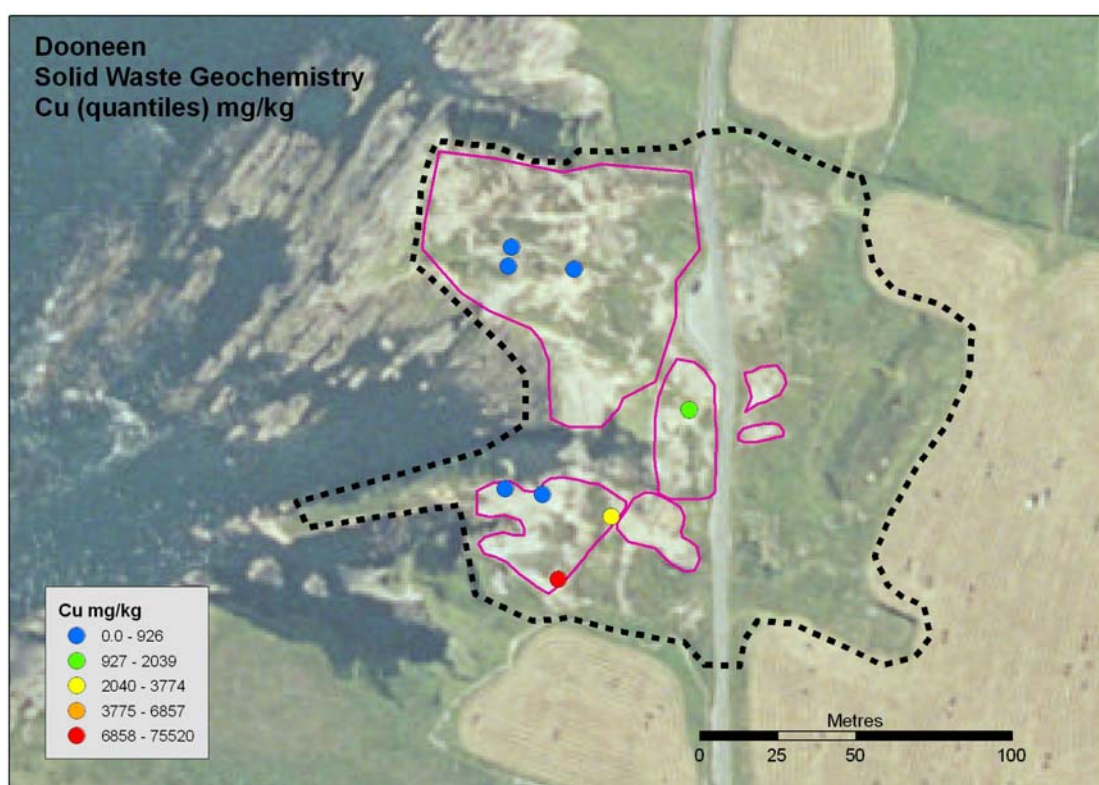 Dooneen
Solid Waste Geochemistry
Cu (quantiles) mg/kg
Cu mg/kg
0.0 - 926
927 - 2039
2040 - 3774
3775 - 6857
6858 - 75520
Metres
0 25 50 100